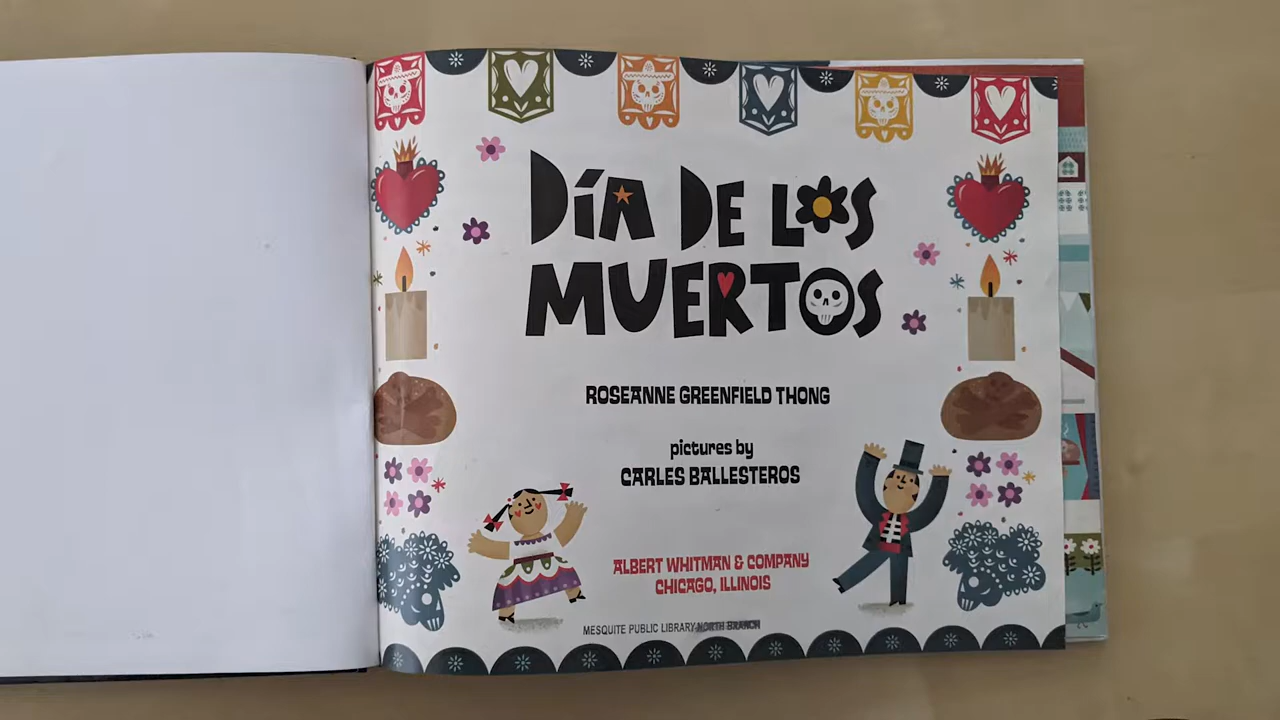 DÍA DE LOS
MUERTOS
ROSEANNE GREENFIELD THONG
pictures by
CARLES BALLESTEROS
ALBERT WHITMAN & COMPANY
CHICAGO, ILLINOIS
MESQUITE PUBLIC LIBRARY NORTH BRANCH